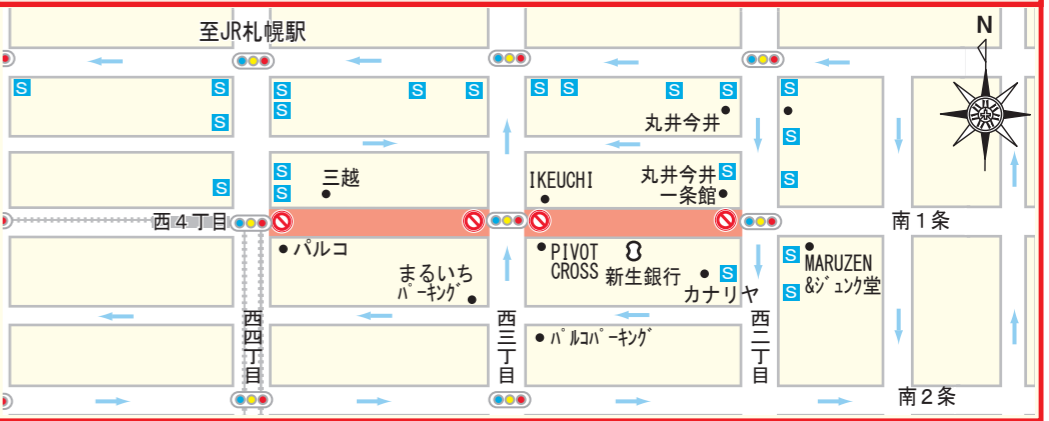 至JR札幌駅
N
S
S
S
S
S
S
S
S
S
S
S
丸井今井
S
S
三越
S
S
IKEUCHI
丸井今井
一条館
S
S
S
西4丁目
南1条
パルコ
まるいち
パーキング
PIVOT
CROSS
新生銀行
カナリヤ
S
S
S
MARUZEN
&ジュンク堂
西四丁目
西三丁目
パルコパーキング
西二丁目
南2条